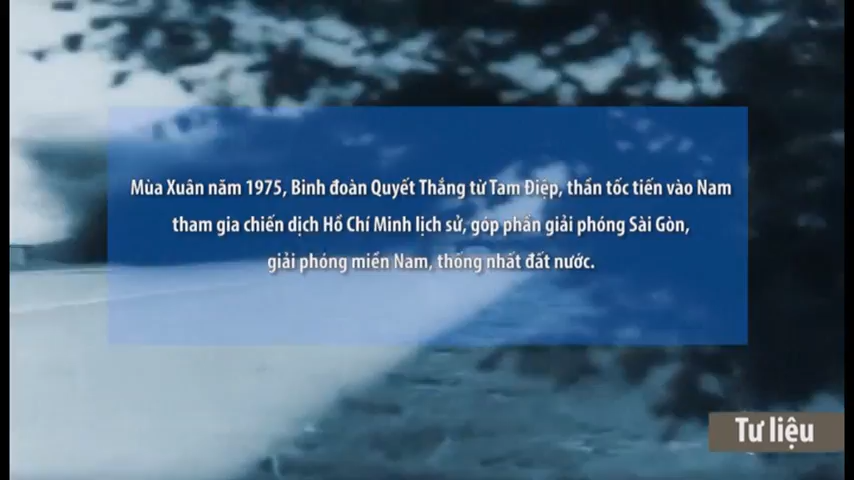 Mùa Xuân năm 1975, Binh đoàn Quyết Thắng từ Tam Điệp, thần tốc tiến vào Nam
tham gia chiến dịch Hồ Chí Minh lịch sử, góp phần giải phóng Sài Gòn,
giải phóng miền Nam, thống nhất đất nước.
Tư liệu